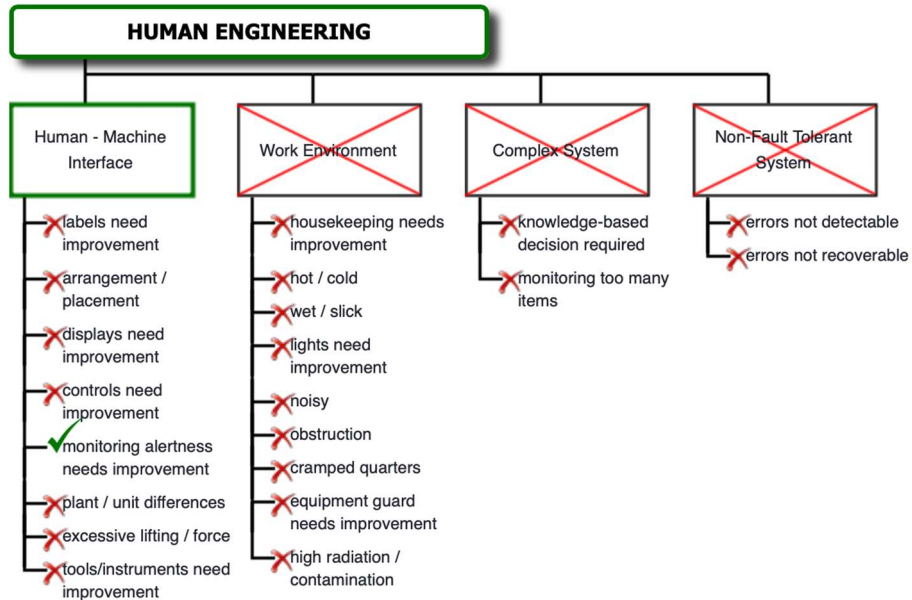 HUMAN ENGINEERING
Human - Machine
Interface
labels need
improvement
arrangement /
placement
displays need
improvement
controls need
improvement
monitoring alertness
needs improvement
plant / unit differences
excessive lifting / force
tools/instruments need
improvement
Work Environment
housekeeping needs
improvement
hot / cold
wet / slick
lights need
improvement
noisy
obstruction
cramped quarters
equipment guard
needs improvement
high radiation /
contamination
Complex System
knowledge-based
decision required
monitoring too many
items
Non-Fault Tolerant
System
errors not detectable
errors not recoverable